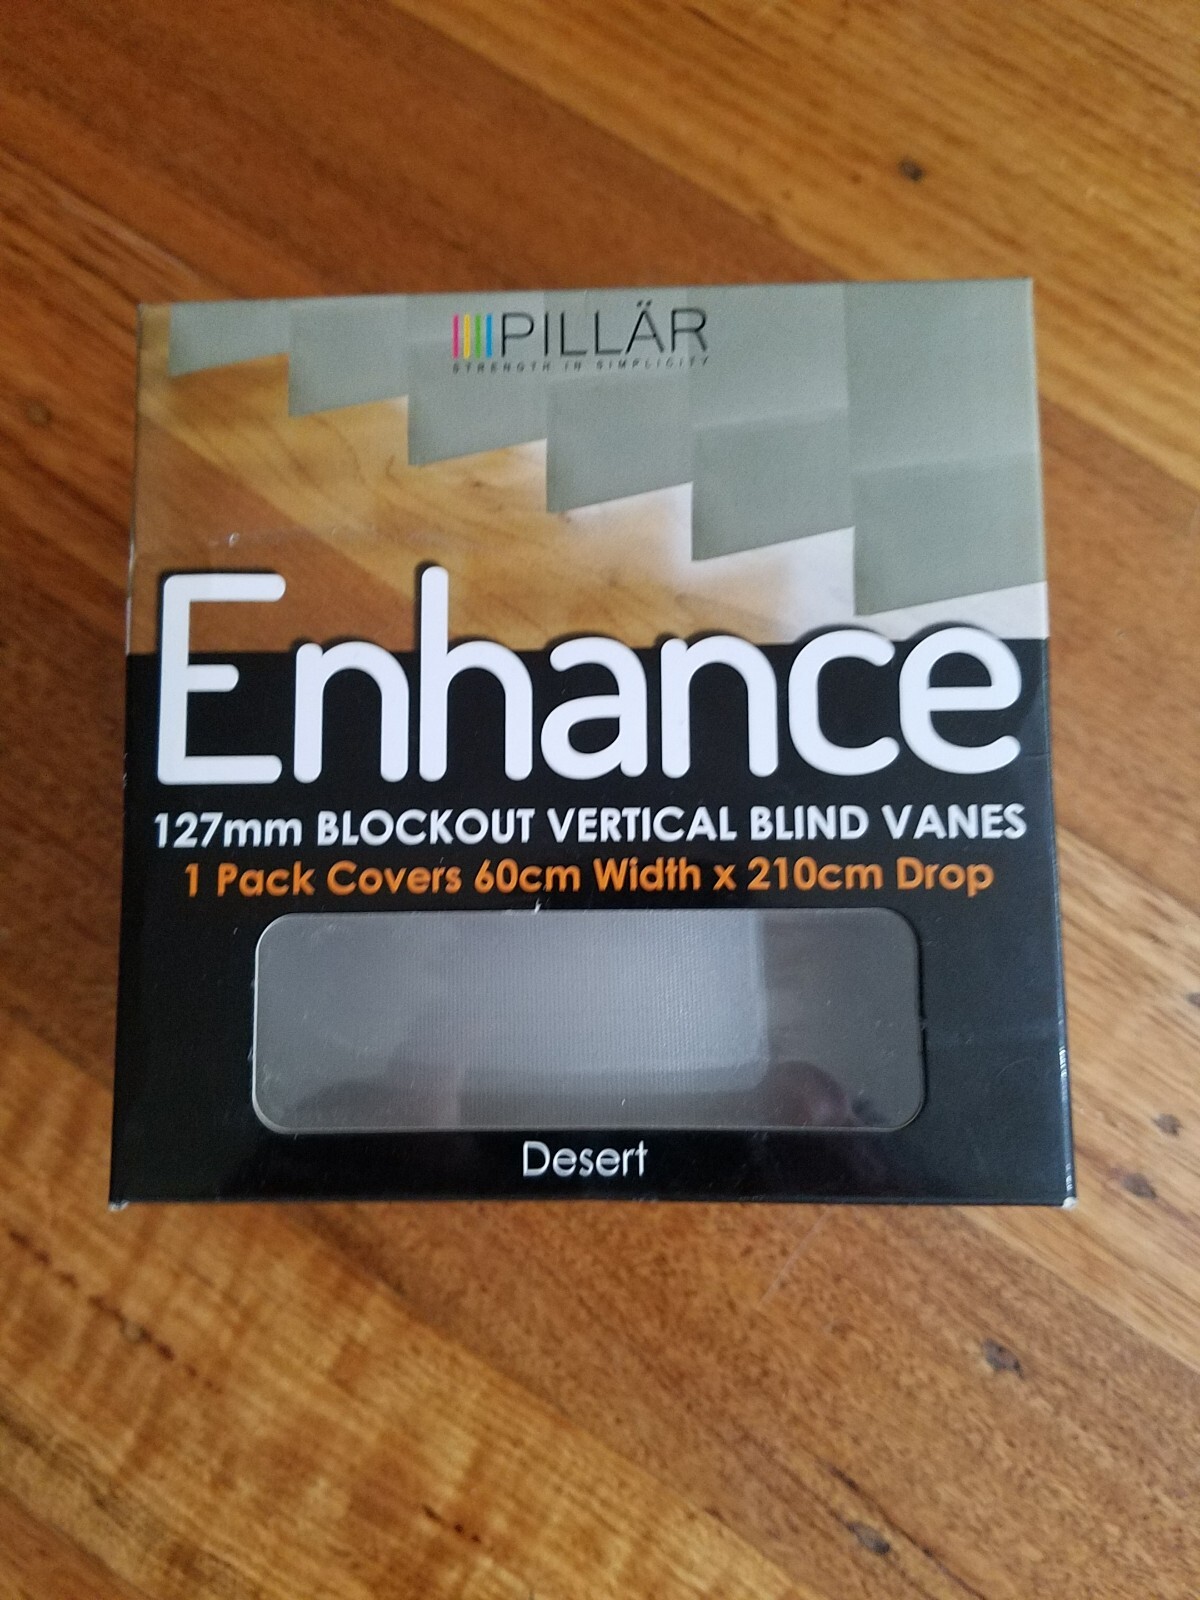 PILLÄR
STRENGTH IN SIMPLICITY
Enhance
127mm BLOCKOUT VERTICAL BLIND VANES
1 Pack Covers 60cm Width x 210cm Drop
Desert